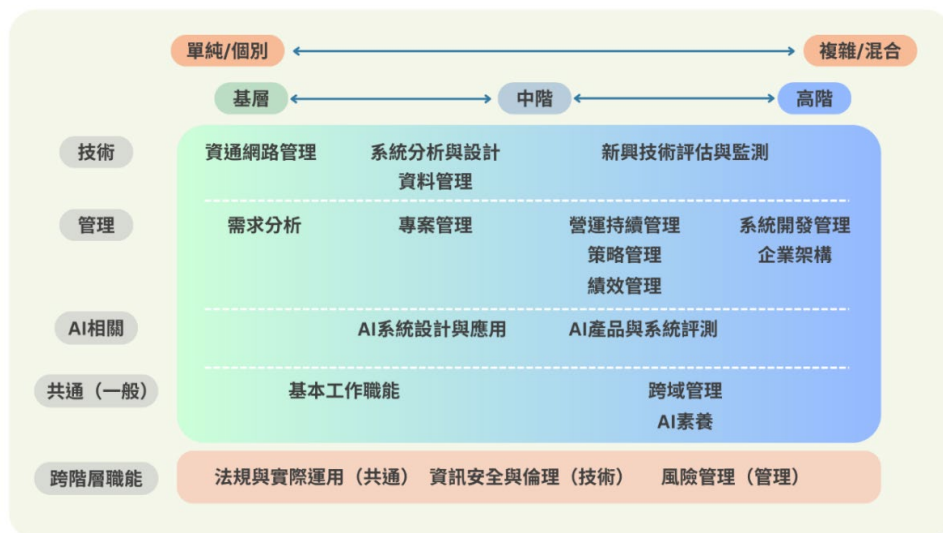 單純/個別 複雜/混合
基層 中階 高階
技術 資通網路管理 系統分析與設計 新興技術評估與監測
資料管理
管理 需求分析 專案管理 營運持續管理 系統開發管理
策略管理 企業架構
績效管理
AI相關 AI系統設計與應用 AI產品與系統評測
共通（一般） 基本工作職能 跨域管理
AI素養
跨階層職能 法規與實際運用（共通） 資訊安全與倫理（技術） 風險管理（管理）